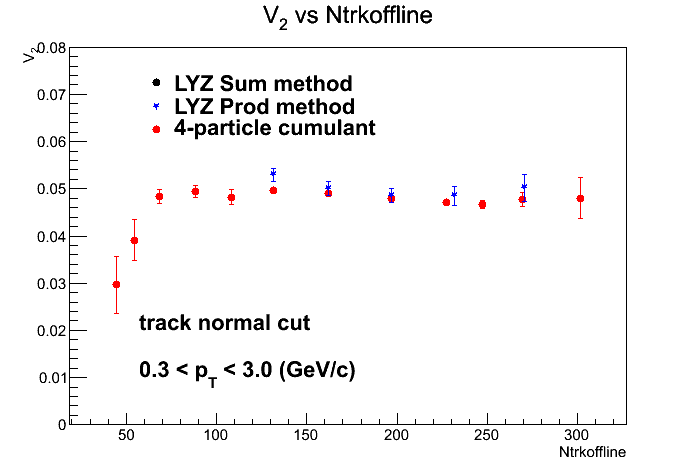 V2 vs Ntrkoffline
V2
0.08
0.07
0.06
0.05
0.04
0.03
0.02
0.01
0
LYZ Sum method
LYZ Prod method
4-particle cumulant
track normal cut
0.3 < pT < 3.0 (GeV/c)
50 100 150 200 250 300
Ntrkoffline